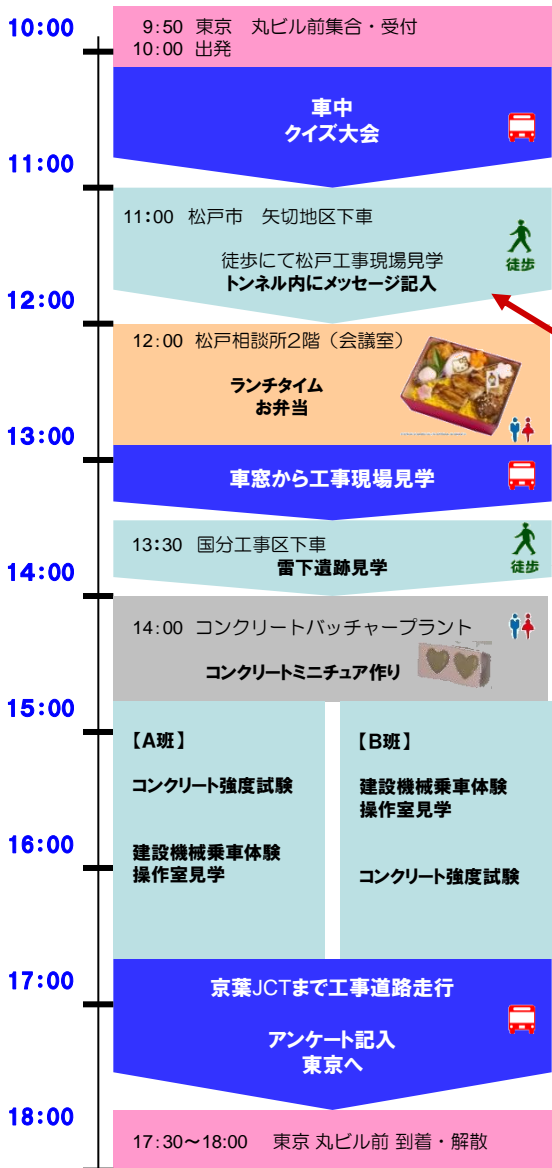 10:00
9:50 東京 丸ビル前集合・受付
10:00 出発
車中
クイズ大会
11:00
11:00 松戸市 矢切地区下車
徒歩にて松戸工事現場見学
トンネル内にメッセージ記入
徒歩
12:00
12:00 松戸相談所2階（会議室）
ランチタイム
お弁当
13:00
車窓から工事現場見学
13:30 国分工事区下車
雷下遺跡見学
徒歩
14:00
14:00 コンクリートバッチャープラント
コンクリートミニチュア作り
15:00
【A班】
コンクリート強度試験
建設機械乗車体験
操作室見学
【B班】
建設機械乗車体験
操作室見学
コンクリート強度試験
16:00
17:00
京葉JCTまで工事道路走行
アンケート記入
東京へ
18:00
17:30～18:00 東京 丸ビル前 到着・解散